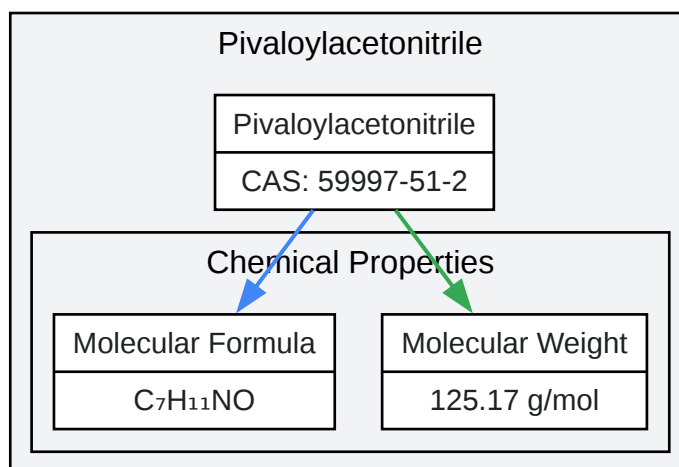 Pivaloylacetonitrile
Pivaloylacetonitrile
CAS: 59997-51-2
Chemical Properties
Molecular Formula
C₇H₁₁NO
Molecular Weight
125.17 g/mol